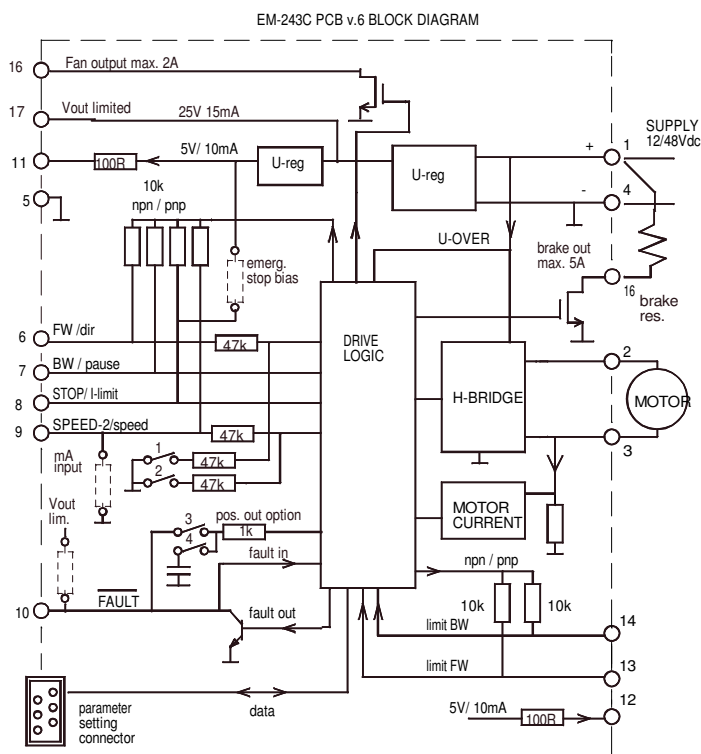 EM-243C PCB v.6 BLOCK DIAGRAM
16
Fan output max. 2A
17
Vout limited
25V 15mA
11
100R
5V/ 10mA
U-reg
U-reg
+
1
SUPPLY
12/48Vdc
-
4
5
10k
npn / pnp
emerg.
stop bias
U-OVER
brake out
max. 5A
16
brake
res.
6
FW /dir
47k
7
BW / pause
8
STOP/ I-limit
9
SPEED-2/speed
47k
DRIVE
LOGIC
H-BRIDGE
2
MOTOR
3
mA
input
1
47k
2
47k
MOTOR
CURRENT
Vout
lim.
3
pos. out option
4
1k
fault in
npn / pnp
10k
10k
10
FAULT
fault out
limit BW
14
limit FW
13
12
5V/ 10mA
100R
parameter
setting
connector
data